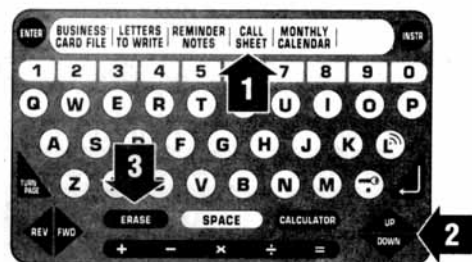 ENTER BUSINESS CARD FILE LETTERS TO WRITE REMINDER NOTES CALL SHEET MONTHLY CALENDAR INSTR
1 2 3 4 5 7 8 9 0
1
Q W E R T U I O P
A S D F G H J K L
3
TURN PAGE Z V B N M
REV FWD ERASE SPACE CALCULATOR UP DOWN 2
+ − × ÷ =